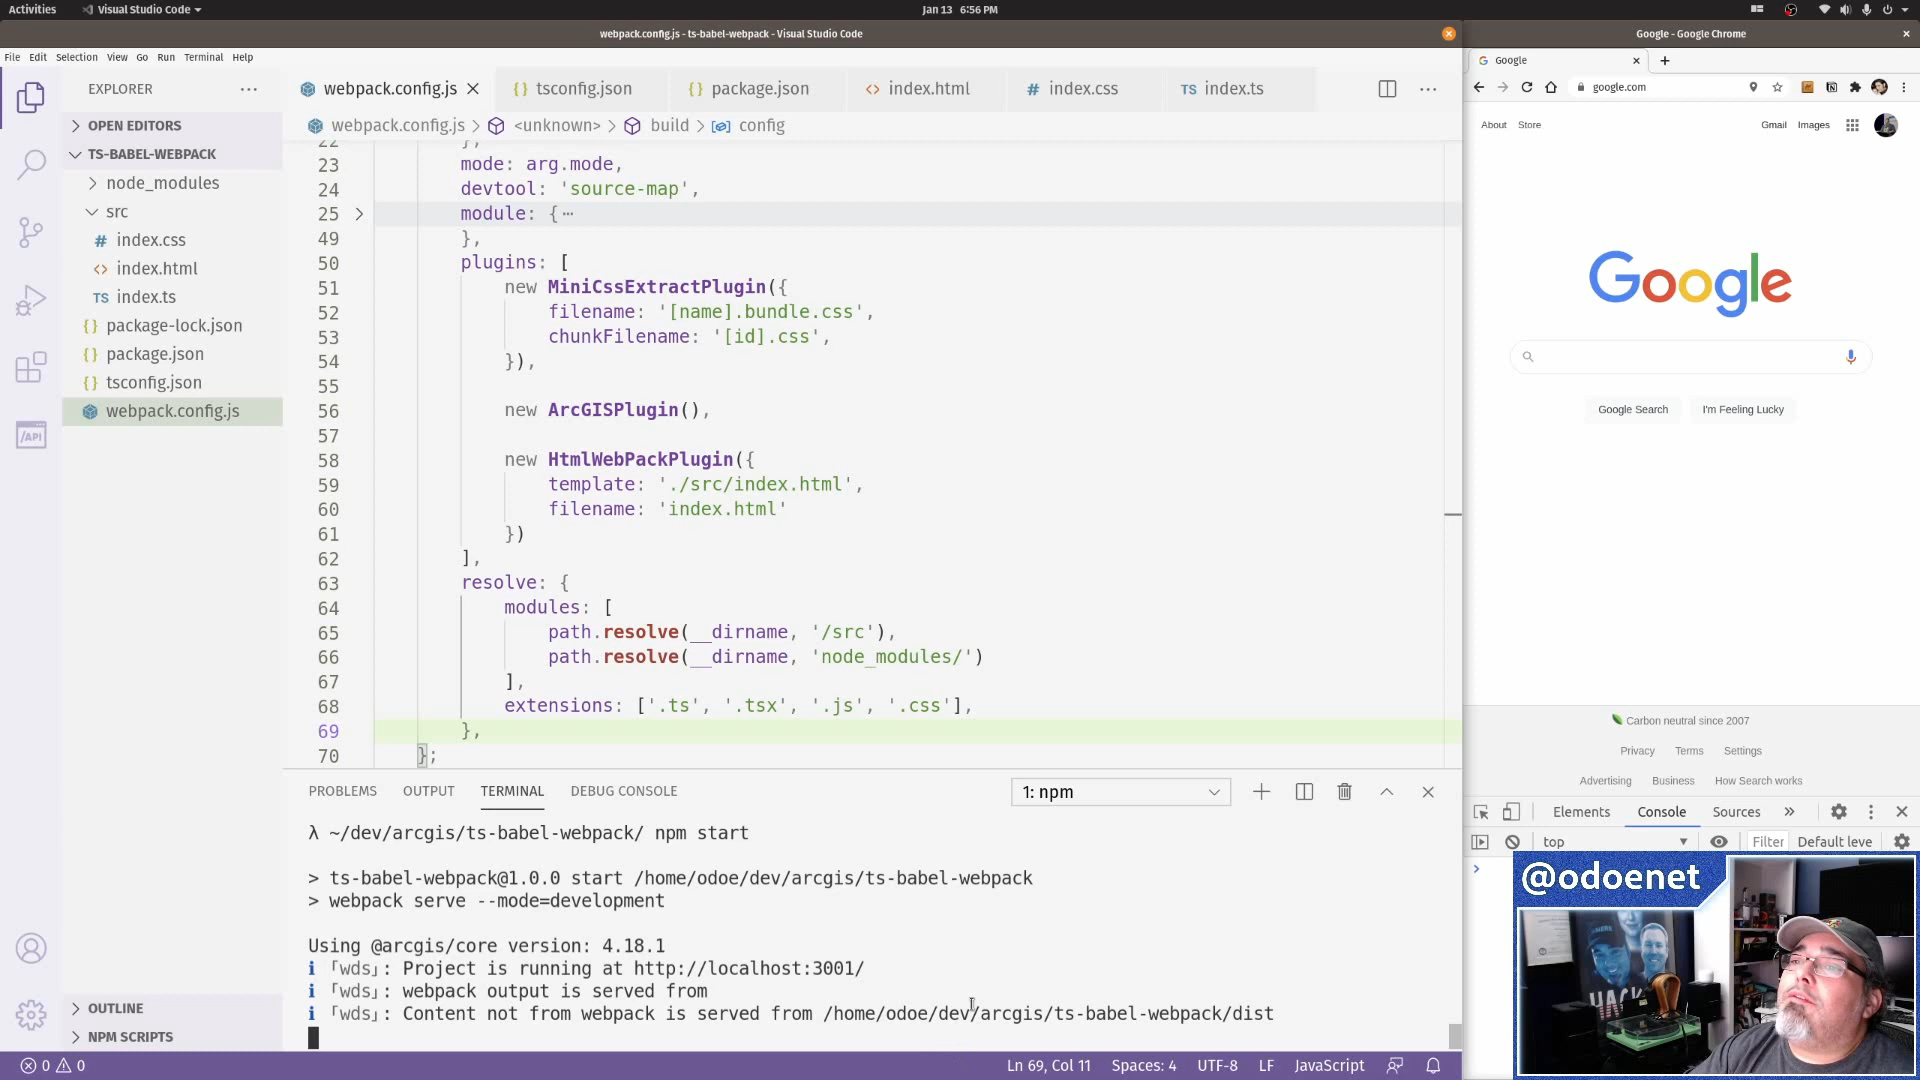 Activities
Visual Studio Code
Jan 13 6:56 PM
webpack.config.js - ts-babel-webpack - Visual Studio Code
File Edit Selection View Go Run Terminal Help
EXPLORER
OPEN EDITORS
TS-BABEL-WEBPACK
node_modules
src
index.css
index.html
TS index.ts
package-lock.json
package.json
tsconfig.json
webpack.config.js
OUTLINE
NPM SCRIPTS
/API
webpack.config.js
tsconfig.json
package.json
index.html
index.css
TS index.ts
webpack.config.js > <unknown> > build > config
22 },
23 mode: arg.mode,
24 devtool: 'source-map',
25 module: {⋯
49 },
50 plugins: [
51 new MiniCssExtractPlugin({
52 filename: '[name].bundle.css',
53 chunkFilename: '[id].css',
54 }),
55
56 new ArcGISPlugin(),
57
58 new HtmlWebPackPlugin({
59 template: './src/index.html',
60 filename: 'index.html'
61 })
62 ],
63 resolve: {
64 modules: [
65 path.resolve(__dirname, '/src'),
66 path.resolve(__dirname, 'node_modules/')
67 ],
68 extensions: ['.ts', '.tsx', '.js', '.css'],
69 },
70 };
PROBLEMS OUTPUT TERMINAL DEBUG CONSOLE
1: npm
λ ~/dev/arcgis/ts-babel-webpack/ npm start
> ts-babel-webpack@1.0.0 start /home/odoe/dev/arcgis/ts-babel-webpack
> webpack serve --mode=development
Using @arcgis/core version: 4.18.1
ℹ ｢wds｣: Project is running at http://localhost:3001/
ℹ ｢wds｣: webpack output is served from
ℹ ｢wds｣: Content not from webpack is served from /home/odoe/dev/arcgis/ts-babel-webpack/dist
0 0
Ln 69, Col 11
Spaces: 4
UTF-8
LF
JavaScript
Google - Google Chrome
Google
google.com
About Store
Gmail Images
Google
Google Search
I'm Feeling Lucky
Carbon neutral since 2007
Privacy Terms Settings
Advertising Business How Search works
Elements Console Sources
top
Filter
Default leve
@odoenet